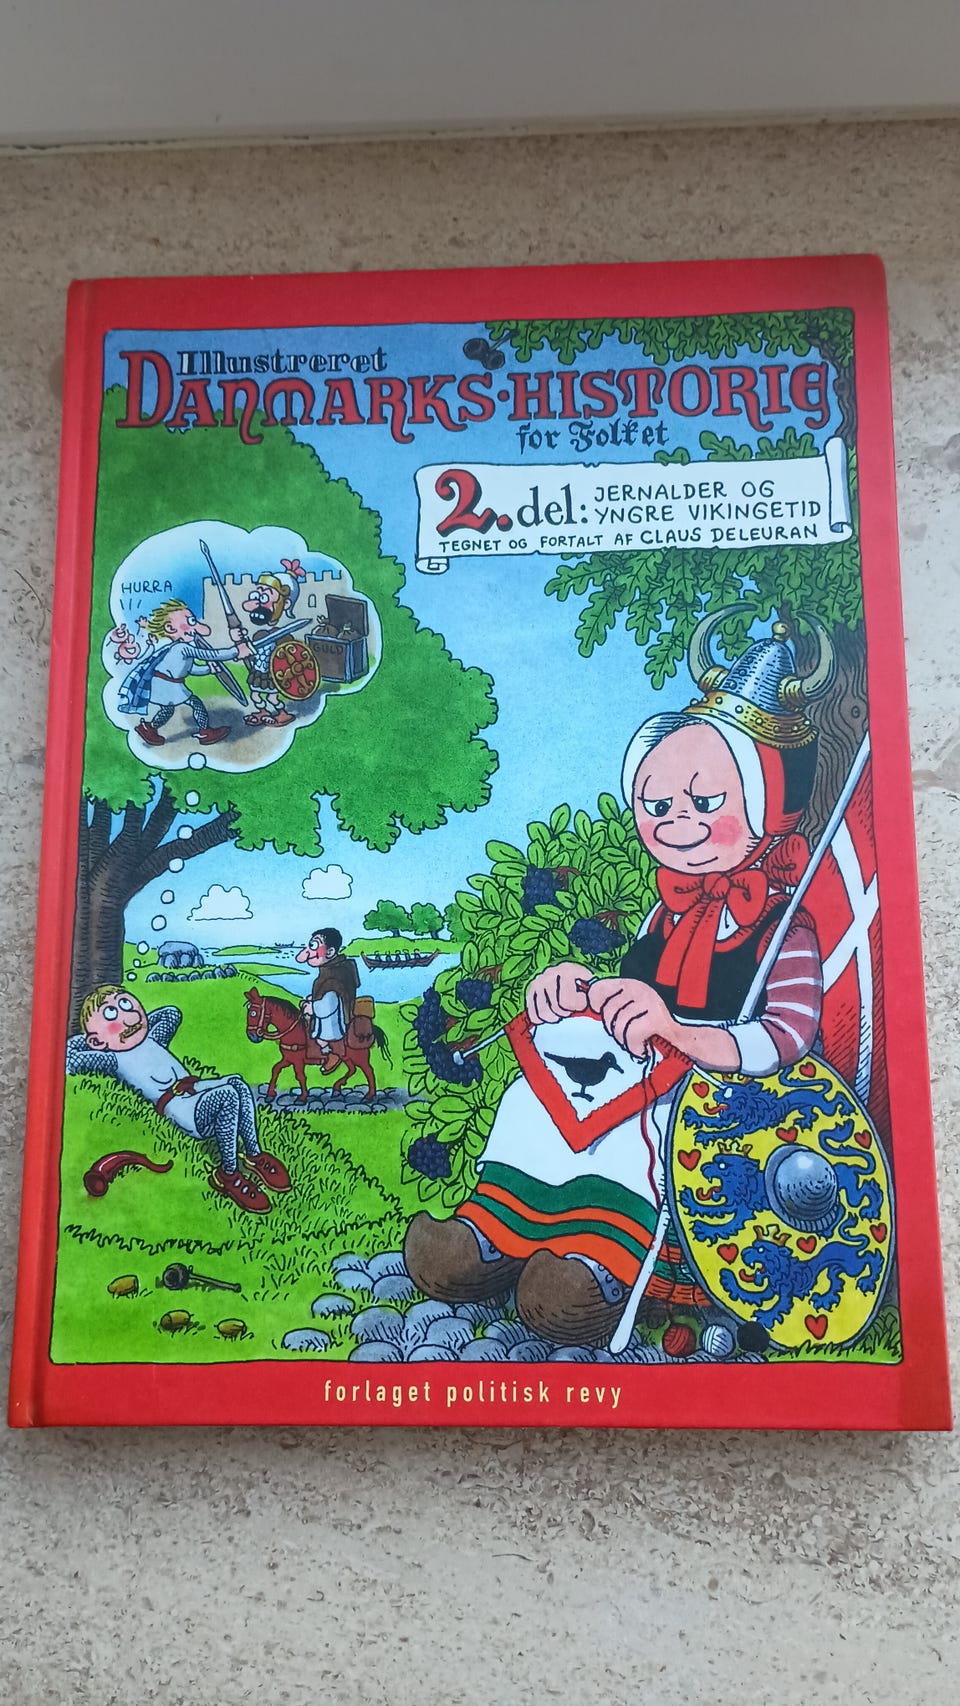 Illustreret
DANMARKS·HISTORIE
for Folket
2. del: JERNALDER OG
YNGRE VIKINGETID
TEGNET OG FORTALT AF CLAUS DELEURAN
HURRA
GULD
forlaget politisk revy